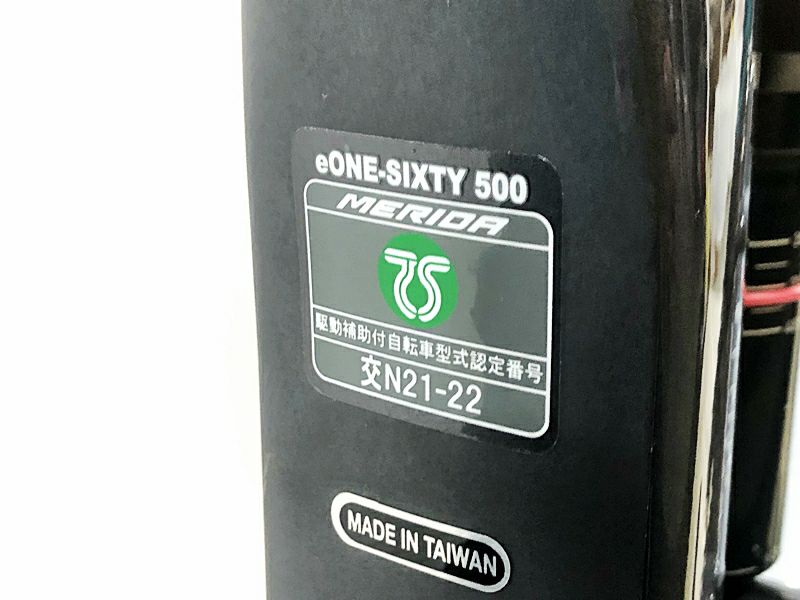 eONE-SIXTY 500
MERIDA
TS
駆動補助付自転車型式認定番号
交N21-22
MADE IN TAIWAN